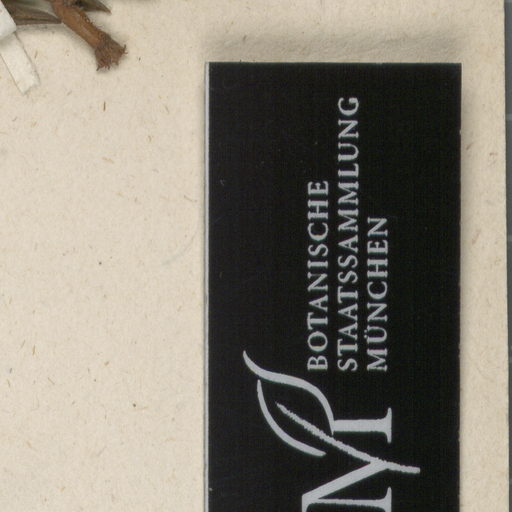 BOTANISCHE
STAATSSAMMLUNG
MÜNCHEN
M